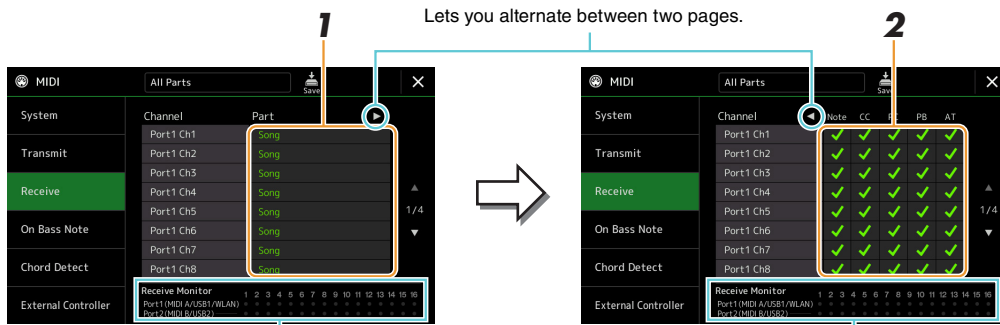 1
Lets you alternate between two pages.
2
MIDI
All Parts
Save
System
Transmit
Receive
On Bass Note
Chord Detect
External Controller
Channel Part
Port1 Ch1 Song
Port1 Ch2 Song
Port1 Ch3 Song
Port1 Ch4 Song
Port1 Ch5 Song
Port1 Ch6 Song
Port1 Ch7 Song
Port1 Ch8 Song
1/4
Receive Monitor 1 2 3 4 5 6 7 8 9 10 11 12 13 14 15 16
Port1(MIDI A/USB1/WLAN)
Port2(MIDI B/USB2)
MIDI
All Parts
Save
System
Transmit
Receive
On Bass Note
Chord Detect
External Controller
Channel Note CC PC PB AT
Port1 Ch1
Port1 Ch2
Port1 Ch3
Port1 Ch4
Port1 Ch5
Port1 Ch6
Port1 Ch7
Port1 Ch8
1/4
Receive Monitor 1 2 3 4 5 6 7 8 9 10 11 12 13 14 15 16
Port1(MIDI A/USB1/WLAN)
Port2(MIDI B/USB2)